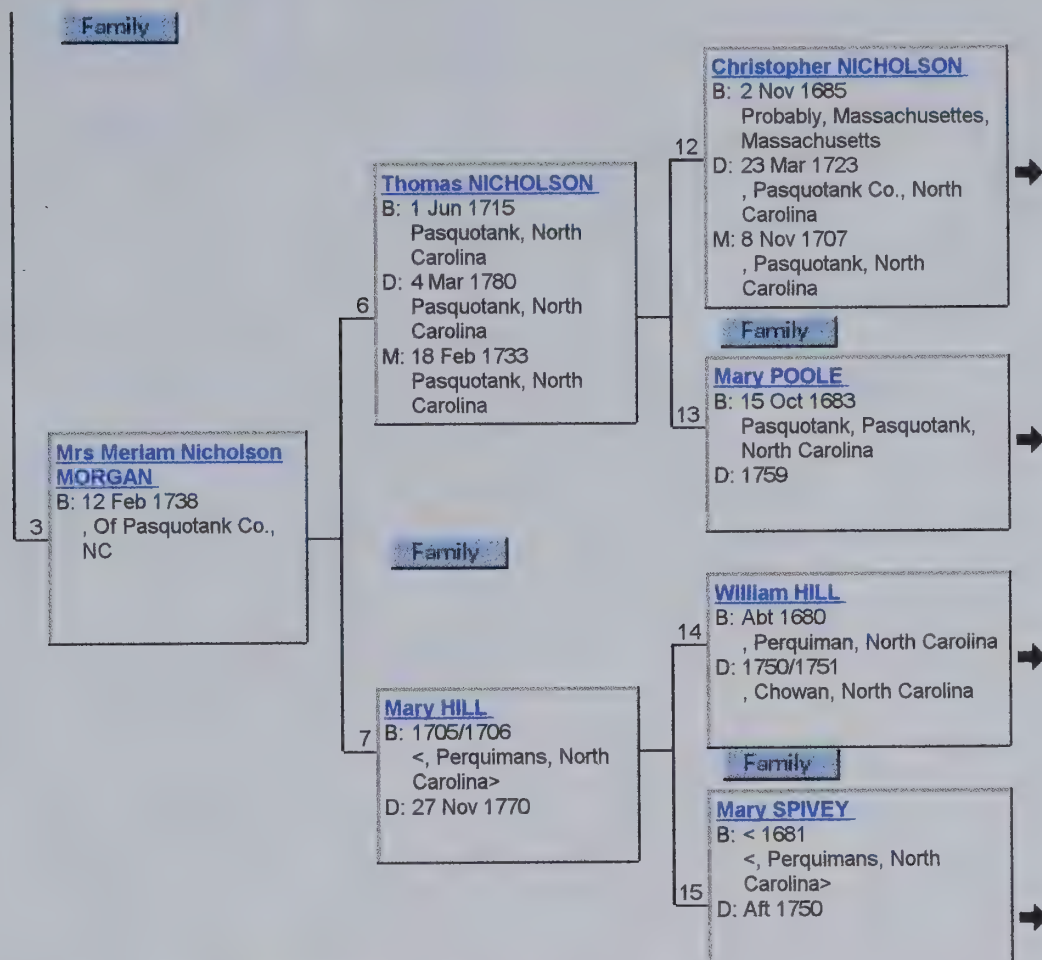 Family
Christopher NICHOLSON
B: 2 Nov 1685
Probably, Massachusettes,
Massachusetts
12
D: 23 Mar 1723
, Pasquotank Co., North
Carolina
M: 8 Nov 1707
, Pasquotank, North
Carolina
Thomas NICHOLSON
B: 1 Jun 1715
Pasquotank, North
Carolina
D: 4 Mar 1780
6
Pasquotank, North
Carolina
M: 18 Feb 1733
Pasquotank, North
Carolina
Family
Mary POOLE
B: 15 Oct 1683
13
Pasquotank, Pasquotank,
North Carolina
D: 1759
Mrs Meriam Nicholson
MORGAN
B: 12 Feb 1738
3
, Of Pasquotank Co.,
NC
Family
William HILL
B: Abt 1680
14
, Perquiman, North Carolina
D: 1750/1751
, Chowan, North Carolina
Mary HILL
B: 1705/1706
7
<, Perquimans, North
Carolina>
D: 27 Nov 1770
Family
Mary SPIVEY
B: < 1681
<, Perquimans, North
Carolina>
15
D: Aft 1750